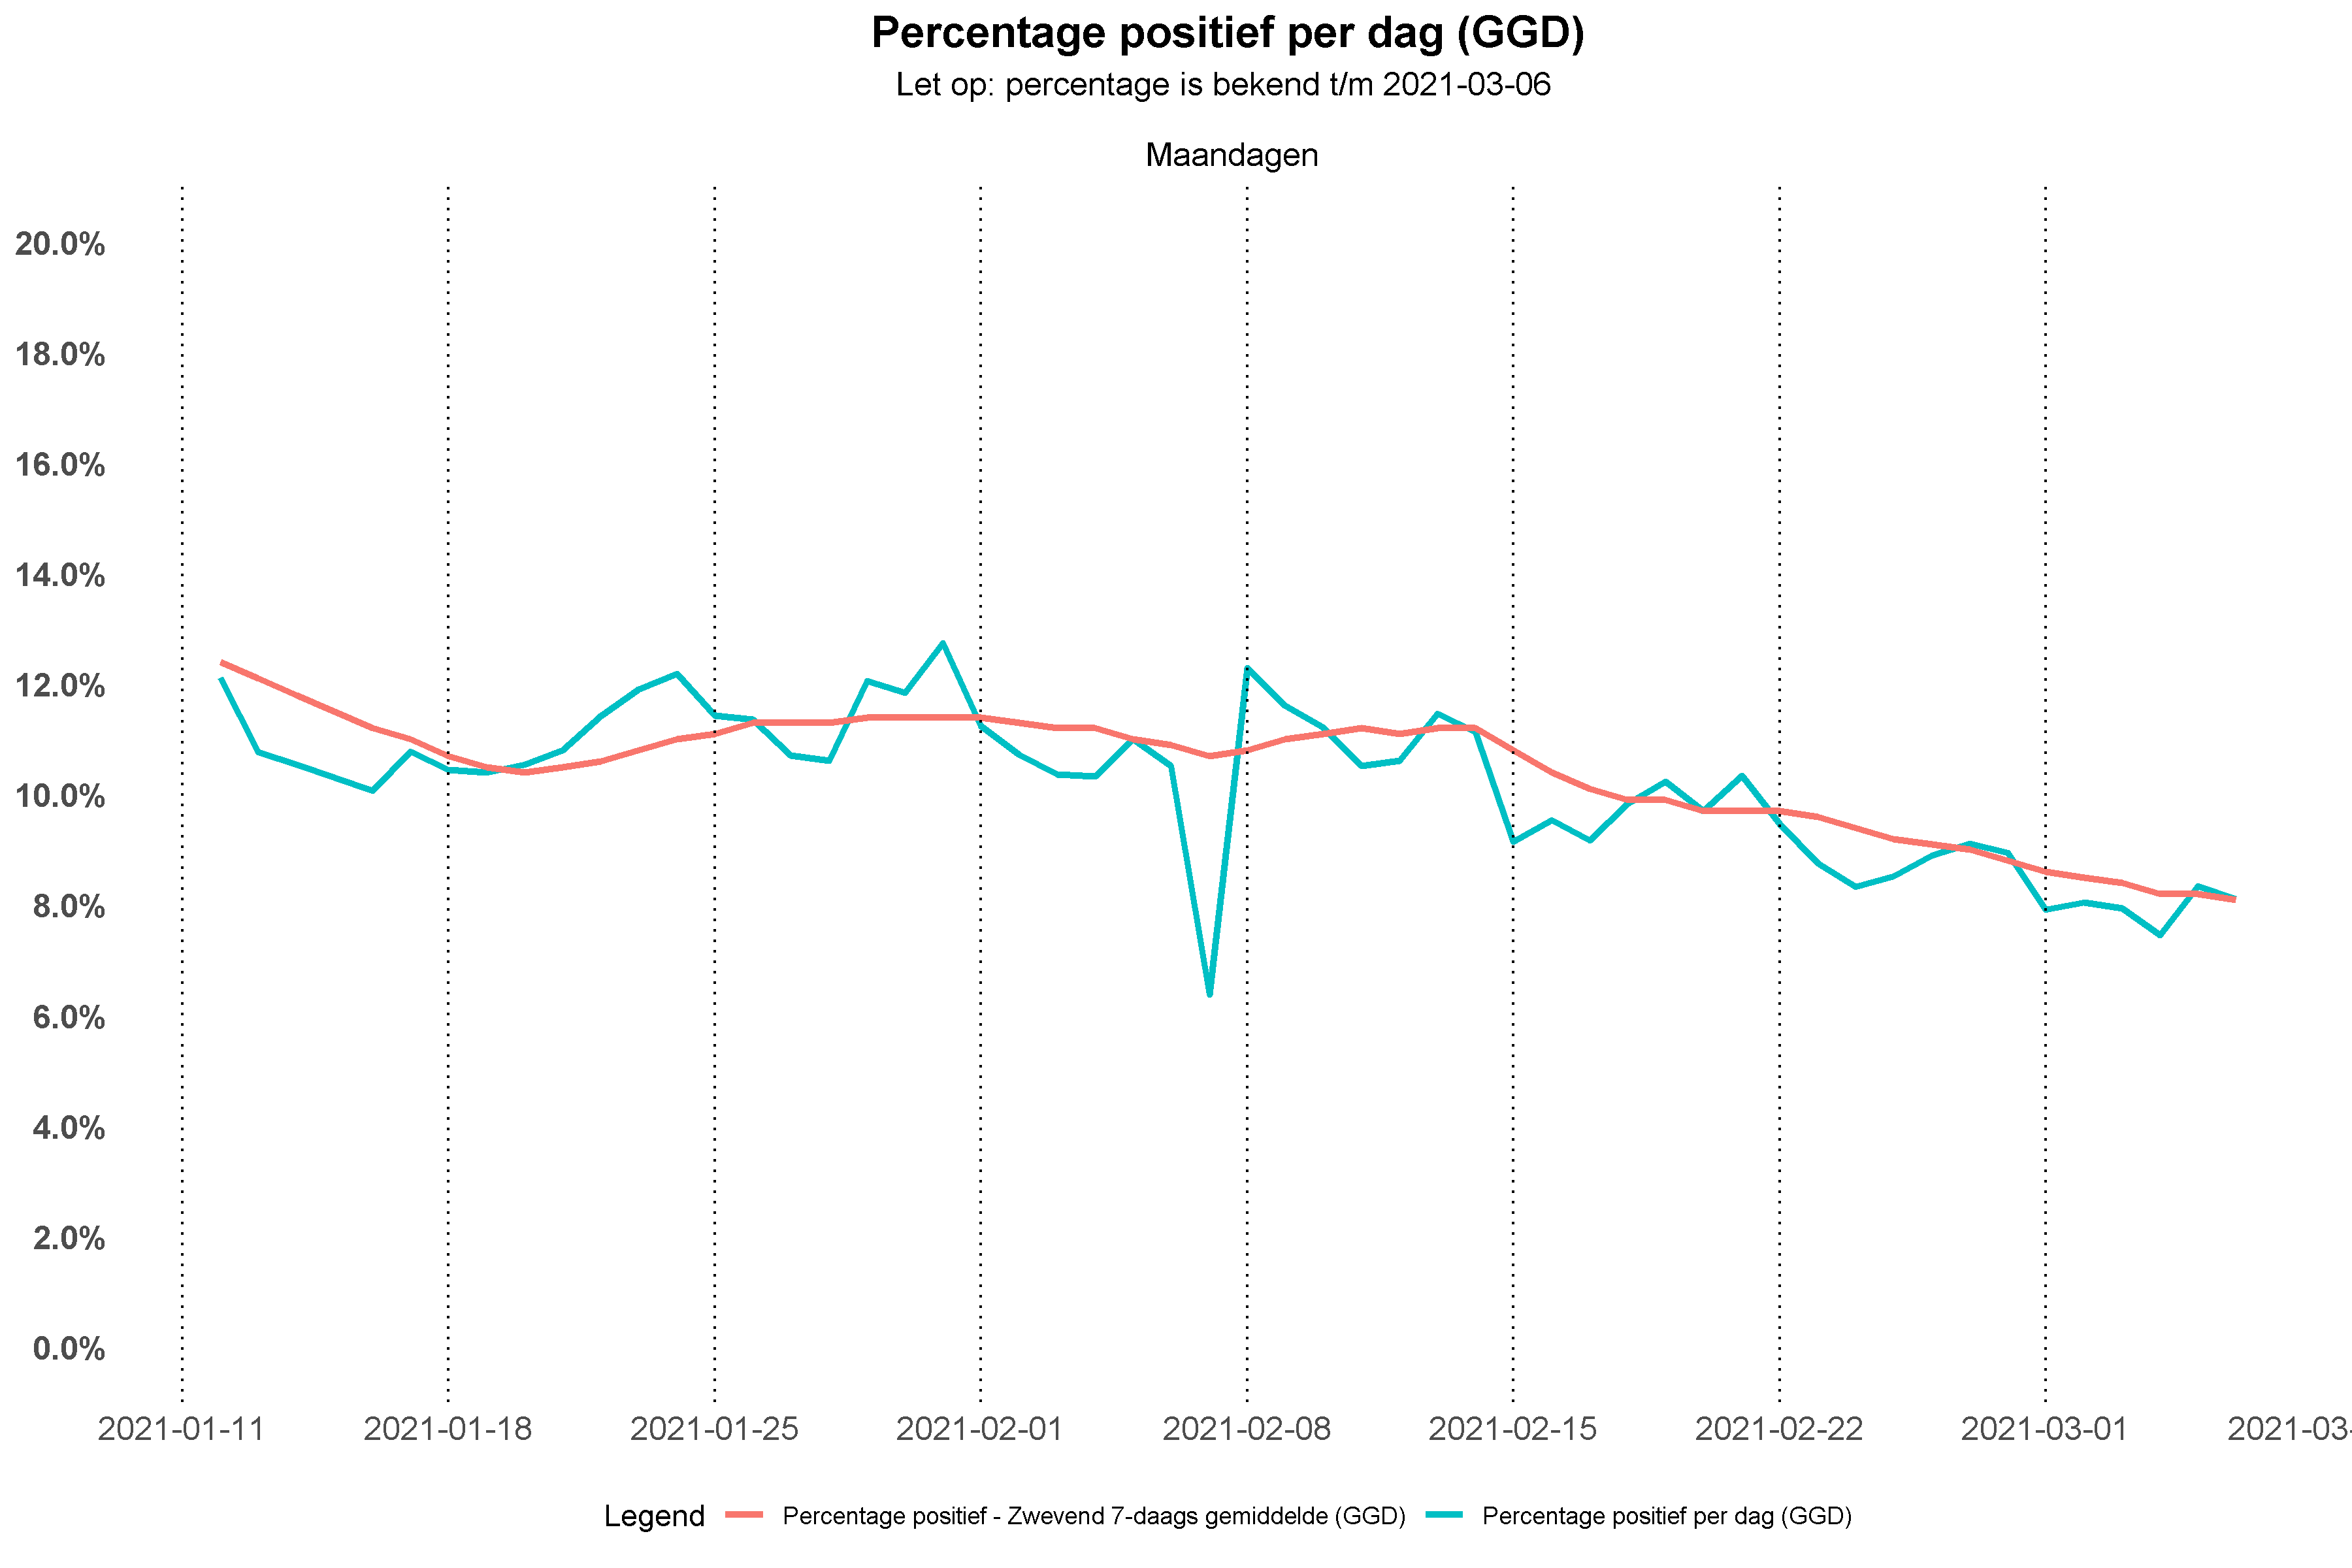 Percentage positief per dag (GGD)
Let op: percentage is bekend t/m 2021-03-06
Maandagen
20.0%
18.0%
16.0%
14.0%
12.0%
10.0%
8.0%
6.0%
4.0%
2.0%
0.0%
2021-01-11 2021-01-18 2021-01-25 2021-02-01 2021-02-08 2021-02-15 2021-02-22 2021-03-01 2021-03-
Legend Percentage positief - Zwevend 7-daags gemiddelde (GGD) Percentage positief per dag (GGD)